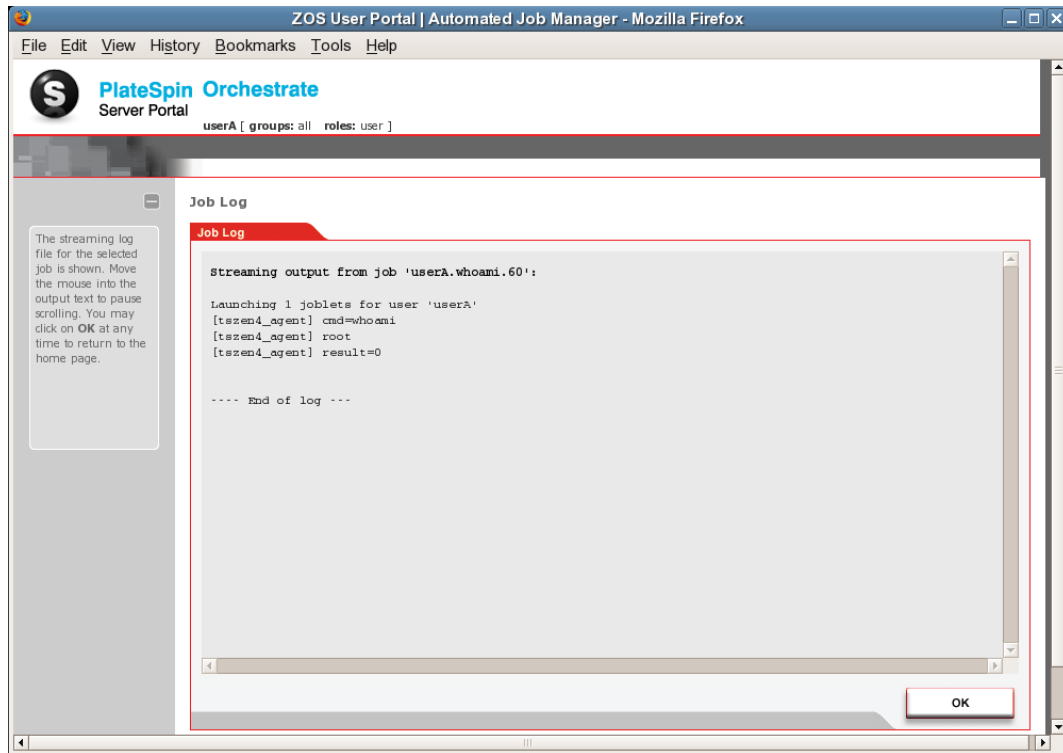 ZOS User Portal | Automated Job Manager - Mozilla Firefox
File Edit View History Bookmarks Tools Help
S
PlateSpin Orchestrate
Server Portal
userA [ groups: all roles: user ]
Job Log
The streaming log
file for the selected
job is shown. Move
the mouse into the
output text to pause
scrolling. You may
click on OK at any
time to return to the
home page.
Job Log
Streaming output from job 'userA.whoami.60':
Launching 1 joblets for user 'userA'
[tszen4_agent] cmd=whoami
[tszen4_agent] root
[tszen4_agent] result=0
---- End of log ---
OK